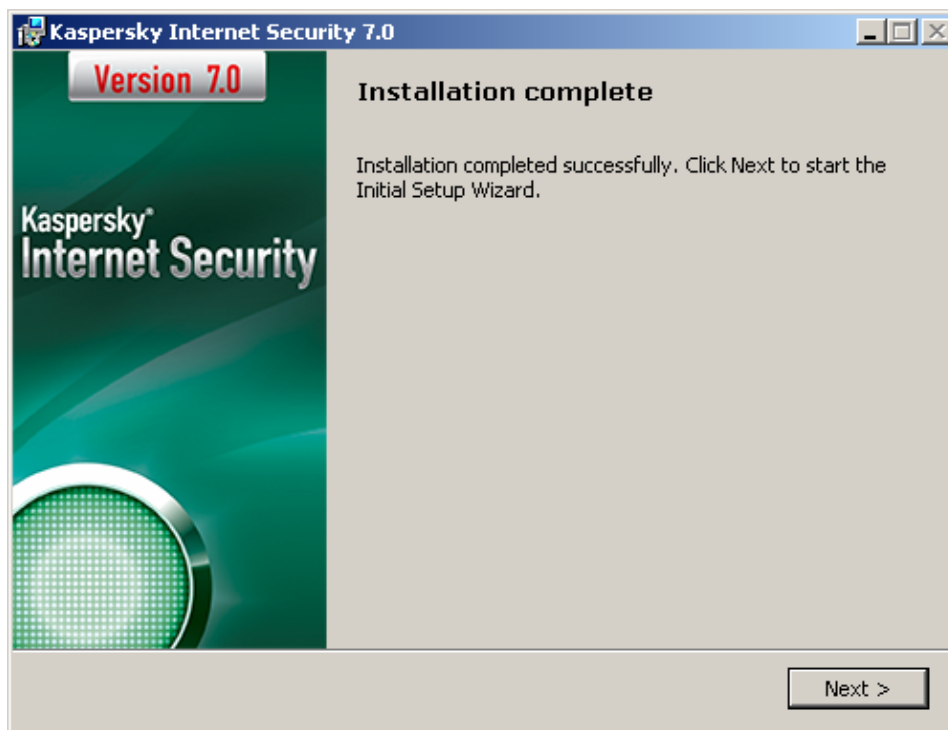 Kaspersky Internet Security 7.0
Version 7.0
Kaspersky®
Internet Security
Installation complete
Installation completed successfully. Click Next to start the
Initial Setup Wizard.
Next >